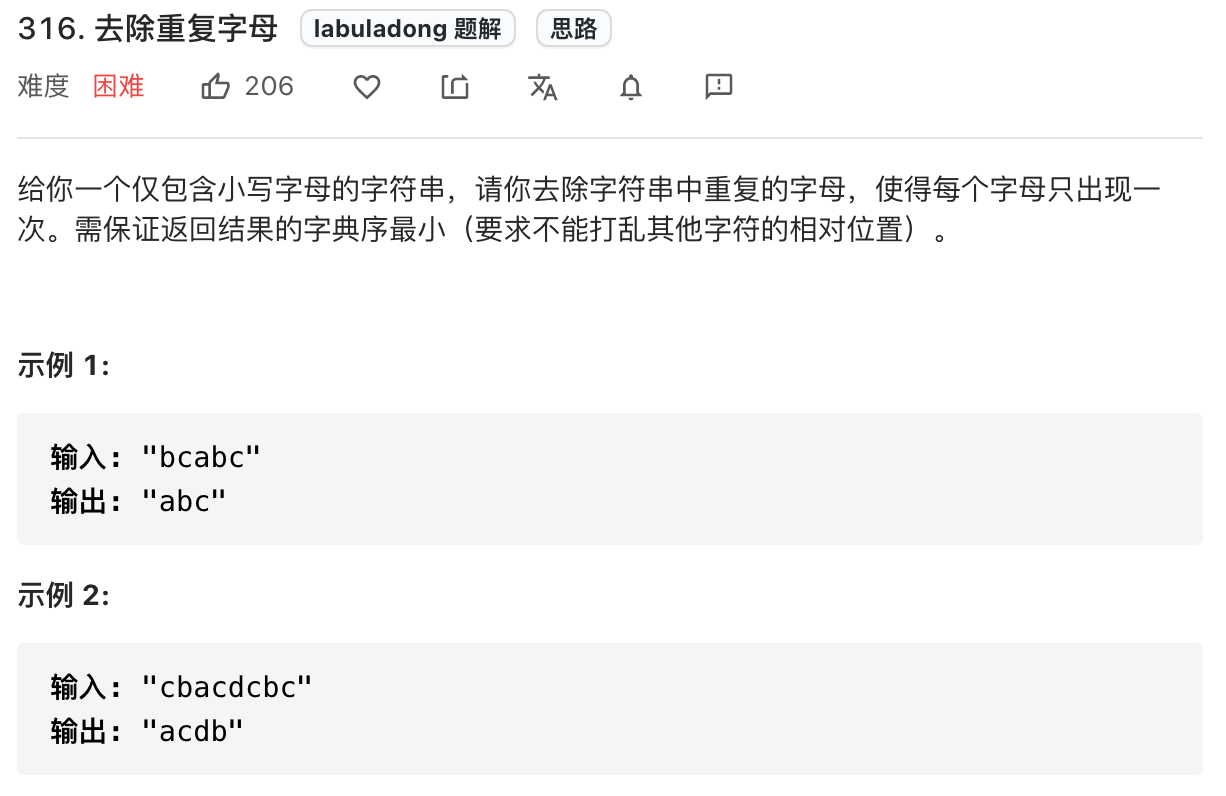 316. 去除重复字母 labuladong 题解 思路
难度 困难 206
给你一个仅包含小写字母的字符串，请你去除字符串中重复的字母，使得每个字母只出现一
次。需保证返回结果的字典序最小（要求不能打乱其他字符的相对位置）。
示例 1:
输入: "bcabc"
输出: "abc"
示例 2:
输入: "cbacdcbc"
输出: "acdb"